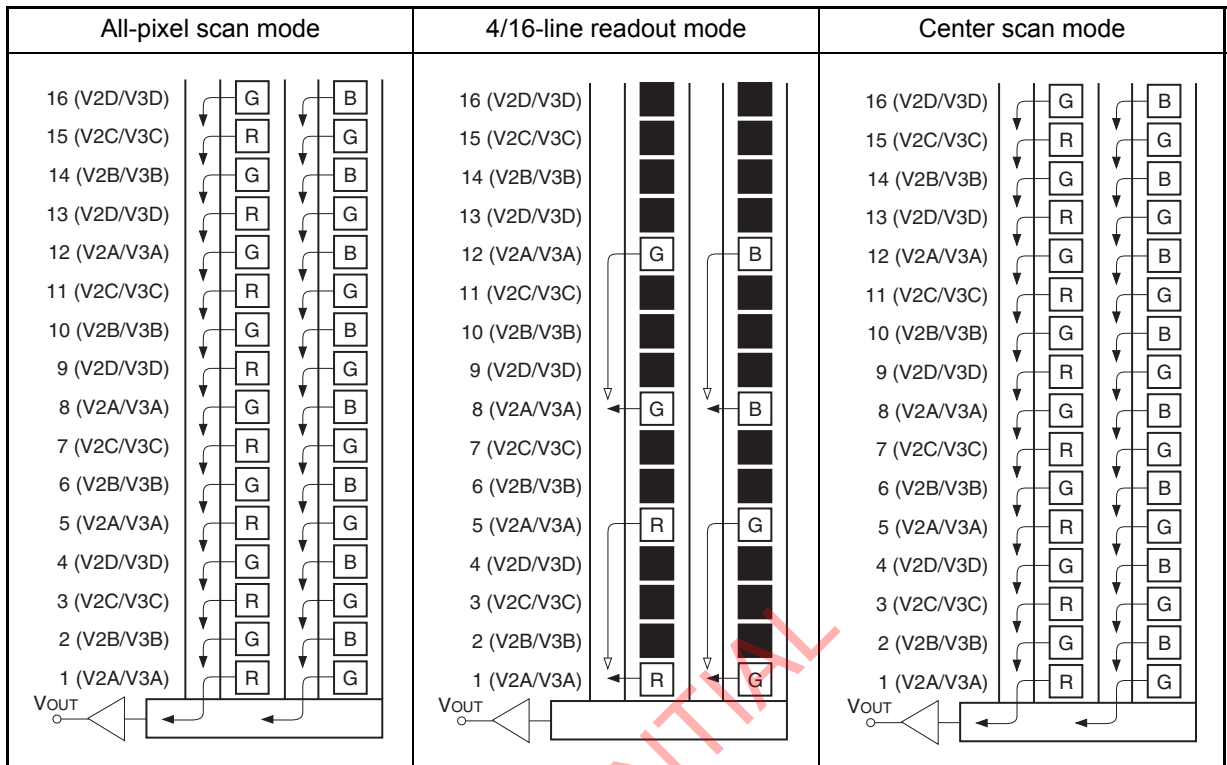 All-pixel scan mode
16 (V2D/V3D) G B
15 (V2C/V3C) R G
14 (V2B/V3B) G B
13 (V2D/V3D) R G
12 (V2A/V3A) G B
11 (V2C/V3C) R G
10 (V2B/V3B) G B
9 (V2D/V3D) R G
8 (V2A/V3A) G B
7 (V2C/V3C) R G
6 (V2B/V3B) G B
5 (V2A/V3A) R G
4 (V2D/V3D) G B
3 (V2C/V3C) R G
2 (V2B/V3B) G B
1 (V2A/V3A) R G
VOUT
4/16-line readout mode
16 (V2D/V3D)
15 (V2C/V3C)
14 (V2B/V3B)
13 (V2D/V3D)
12 (V2A/V3A) G B
11 (V2C/V3C)
10 (V2B/V3B)
9 (V2D/V3D)
8 (V2A/V3A) G B
7 (V2C/V3C)
6 (V2B/V3B)
5 (V2A/V3A) R G
4 (V2D/V3D)
3 (V2C/V3C)
2 (V2B/V3B)
1 (V2A/V3A) R G
VOUT
Center scan mode
16 (V2D/V3D) G B
15 (V2C/V3C) R G
14 (V2B/V3B) G B
13 (V2D/V3D) R G
12 (V2A/V3A) G B
11 (V2C/V3C) R G
10 (V2B/V3B) G B
9 (V2D/V3D) R G
8 (V2A/V3A) G B
7 (V2C/V3C) R G
6 (V2B/V3B) G B
5 (V2A/V3A) R G
4 (V2D/V3D) G B
3 (V2C/V3C) R G
2 (V2B/V3B) G B
1 (V2A/V3A) R G
VOUT
NTIAL